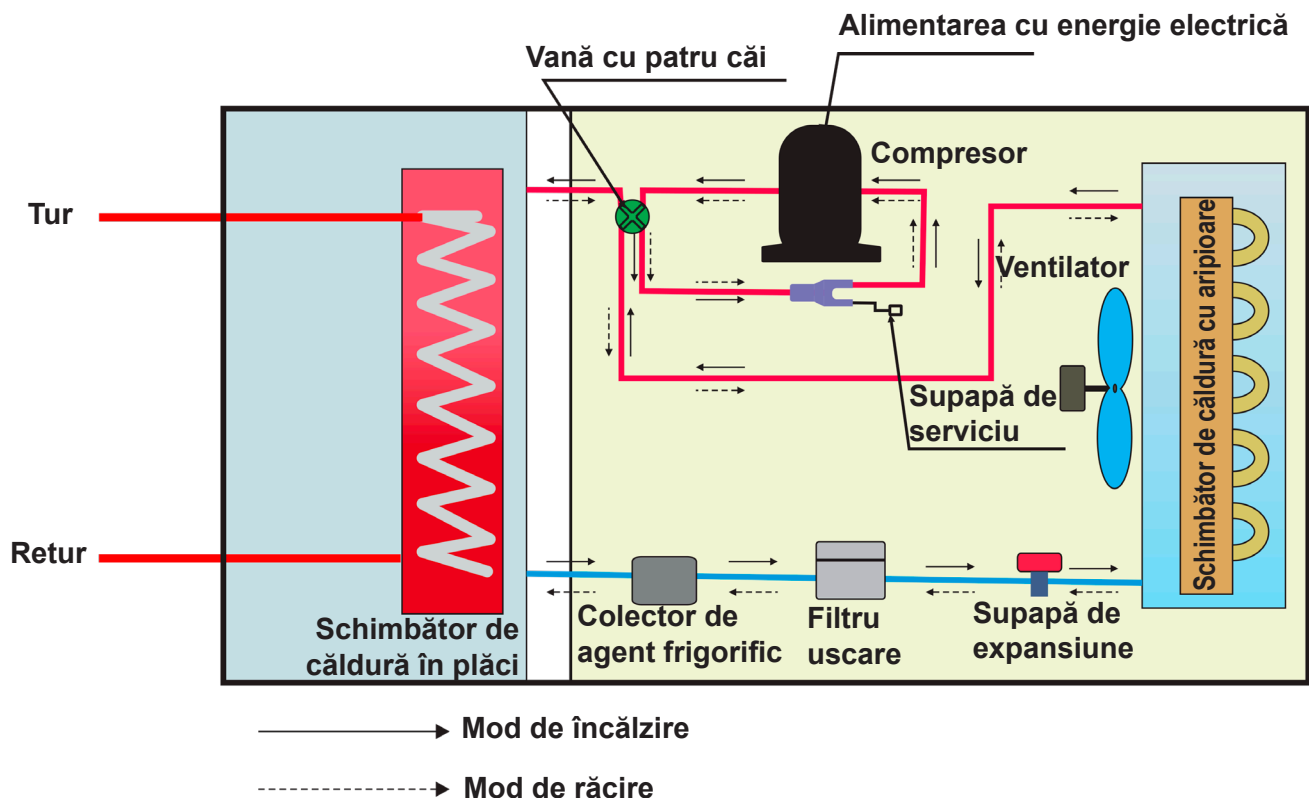 Alimentarea cu energie electrică
Vană cu patru căi
Compresor
Tur
Ventilator
Schimbător de căldură cu aripioare
Supapă de
serviciu
Retur
Schimbător de
căldură în plăci
Colector de
agent frigorific
Filtru
uscare
Supapă de
expansiune
Mod de încălzire
Mod de răcire